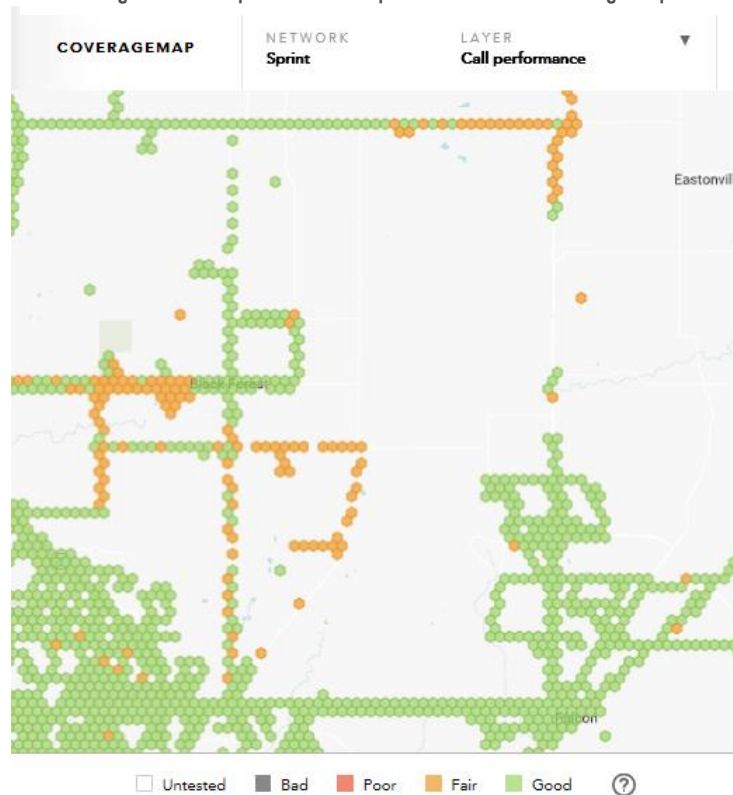 COVERAGEMAP
NETWORK
Sprint
LAYER
Call performance
▼
Eastonvil
Black Forest
Falcon
Untested
Bad
Poor
Fair
Good
?